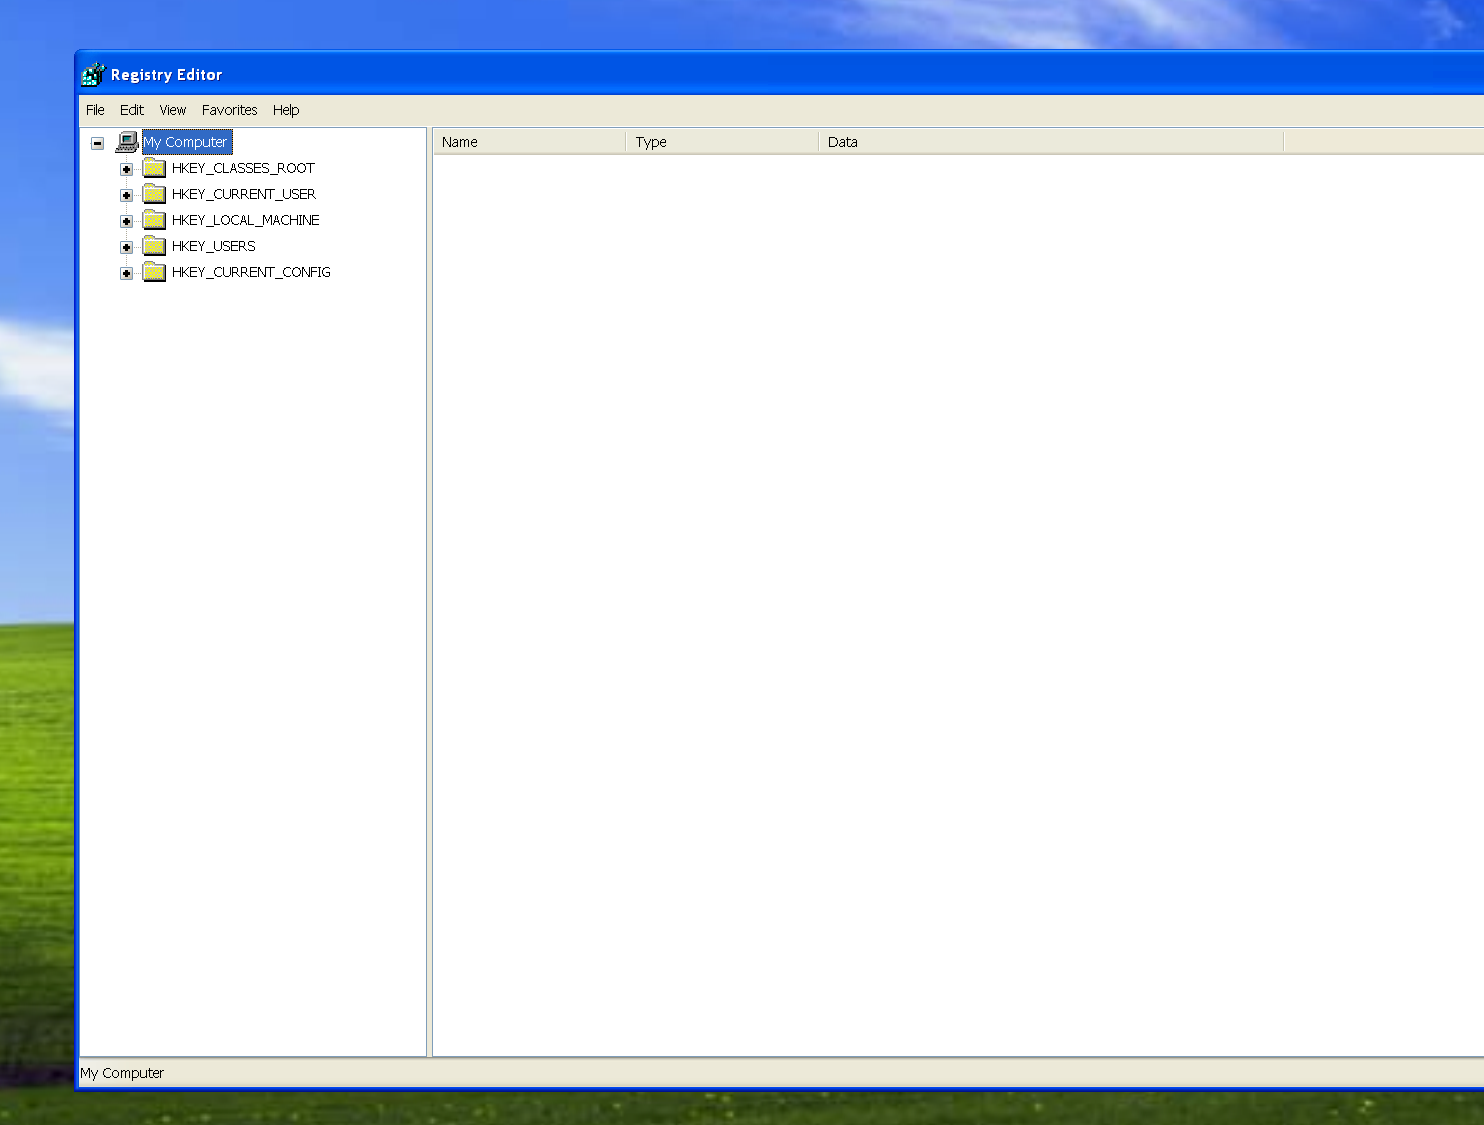 Registry Editor
File Edit View Favorites Help
My Computer
Name Type Data
HKEY_CLASSES_ROOT
HKEY_CURRENT_USER
HKEY_LOCAL_MACHINE
HKEY_USERS
HKEY_CURRENT_CONFIG
My Computer